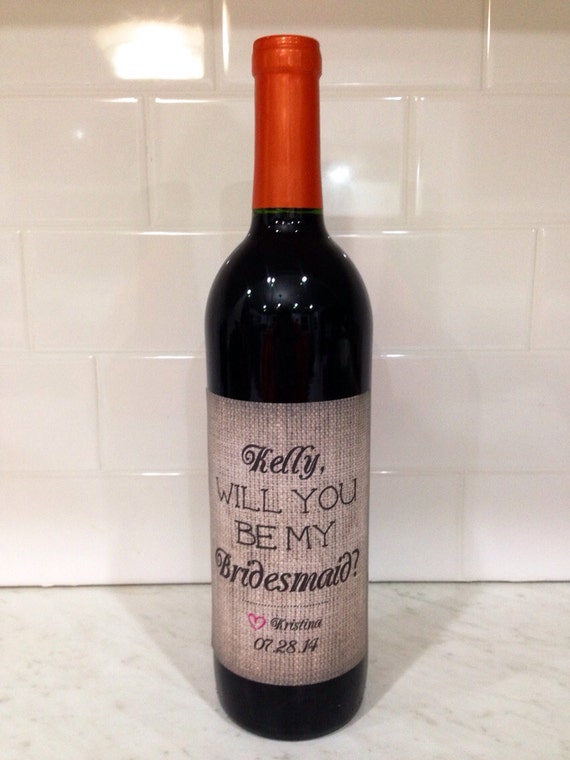 Kelly,
WILL YOU
BE MY
Bridesmaid?
Kristina
07.28.14